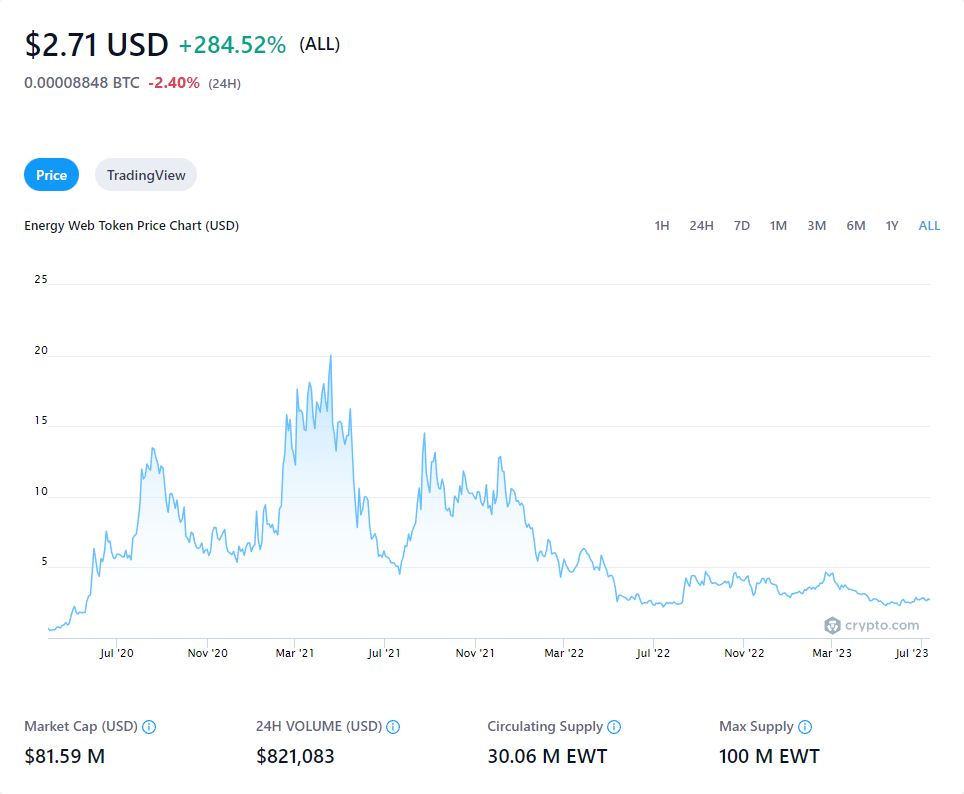 $2.71 USD +284.52% (ALL)
0.00008848 BTC -2.40% (24H)
Price TradingView
Energy Web Token Price Chart (USD) 1H 24H 7D 1M 3M 6M 1Y ALL
25
20
15
10
5
crypto.com
Jul '20 Nov '20 Mar '21 Jul '21 Nov '21 Mar '22 Jul '22 Nov '22 Mar '23 Jul '23
Market Cap (USD) 24H VOLUME (USD) Circulating Supply Max Supply
$81.59 M $821,083 30.06 M EWT 100 M EWT